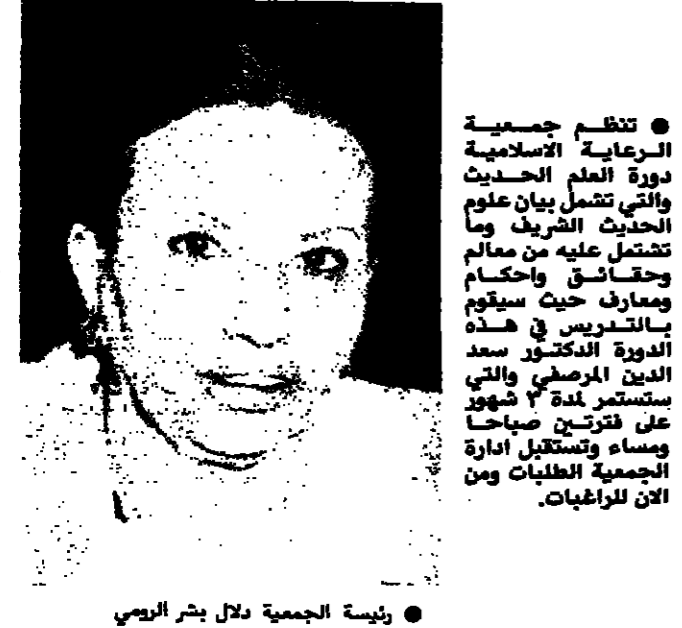 ● تنظم جمعية
الرعاية الاسلامية
دورة العلم الحديث
والتي تشمل بيان علوم
الحديث الشريف وما
تشتمل عليه من معالم
وحقائق واحكام
ومعارف حيث سيقوم
بالتدريس في هذه
الدورة الدكتور سعد
الدين المرصفي والتي
ستستمر لمدة ٣ شهور
على فترتين صباحا
ومساء وتستقبل ادارة
الجمعية الطلبات ومن
الان للراغبات.
● رئيسة الجمعية دلال بشر الرومي